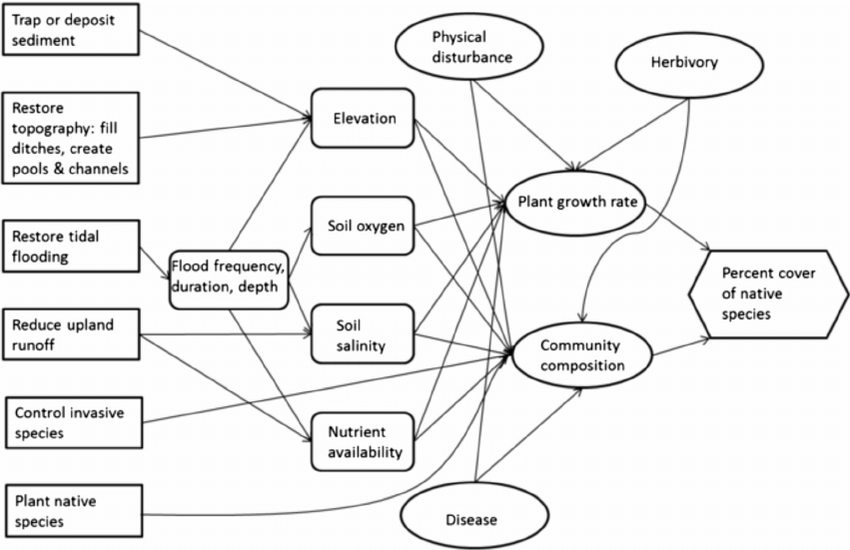 Trap or deposit
sediment
Restore
topography: fill
ditches, create
pools & channels
Restore tidal
flooding
Reduce upland
runoff
Control invasive
species
Plant native
species
Flood frequency,
duration, depth
Elevation
Soil oxygen
Soil
salinity
Nutrient
availability
Physical
disturbance
Herbivory
Plant growth rate
Community
composition
Disease
Percent cover
of native
species